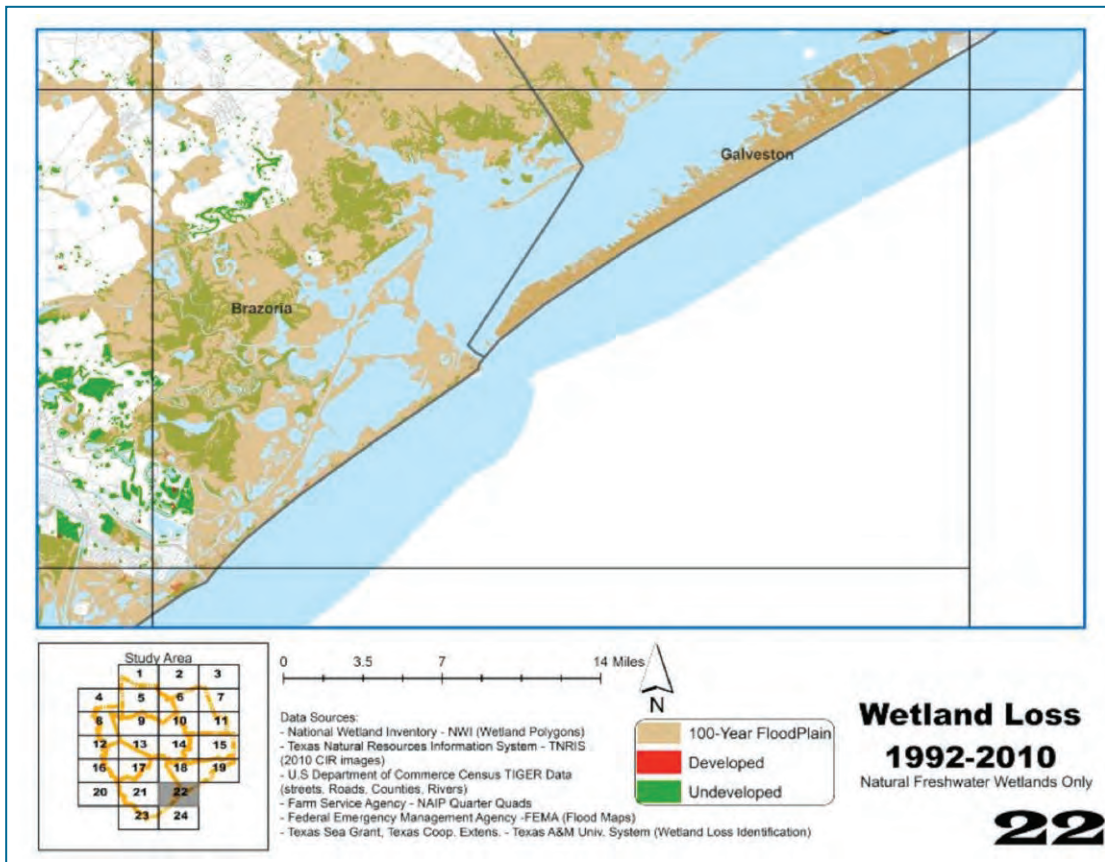 Galveston
Brazoria
Study Area
1 2 3
4 5 6 7
8 9 10 11
12 13 14 15
16 17 18 19
20 21 22
23 24
0 3.5 7 14 Miles
N
Data Sources:
- National Wetland Inventory - NWI (Wetland Polygons)
- Texas Natural Resources Information System - TNRIS
(2010 CIR images)
- U.S Department of Commerce Census TIGER Data
(streets, Roads, Counties, Rivers)
- Farm Service Agency - NAIP Quarter Quads
- Federal Emergency Management Agency -FEMA (Flood Maps)
- Texas Sea Grant, Texas Coop. Extens. - Texas A&M Univ. System (Wetland Loss Identification)
100-Year FloodPlain
Developed
Undeveloped
Wetland Loss
1992-2010
Natural Freshwater Wetlands Only
22